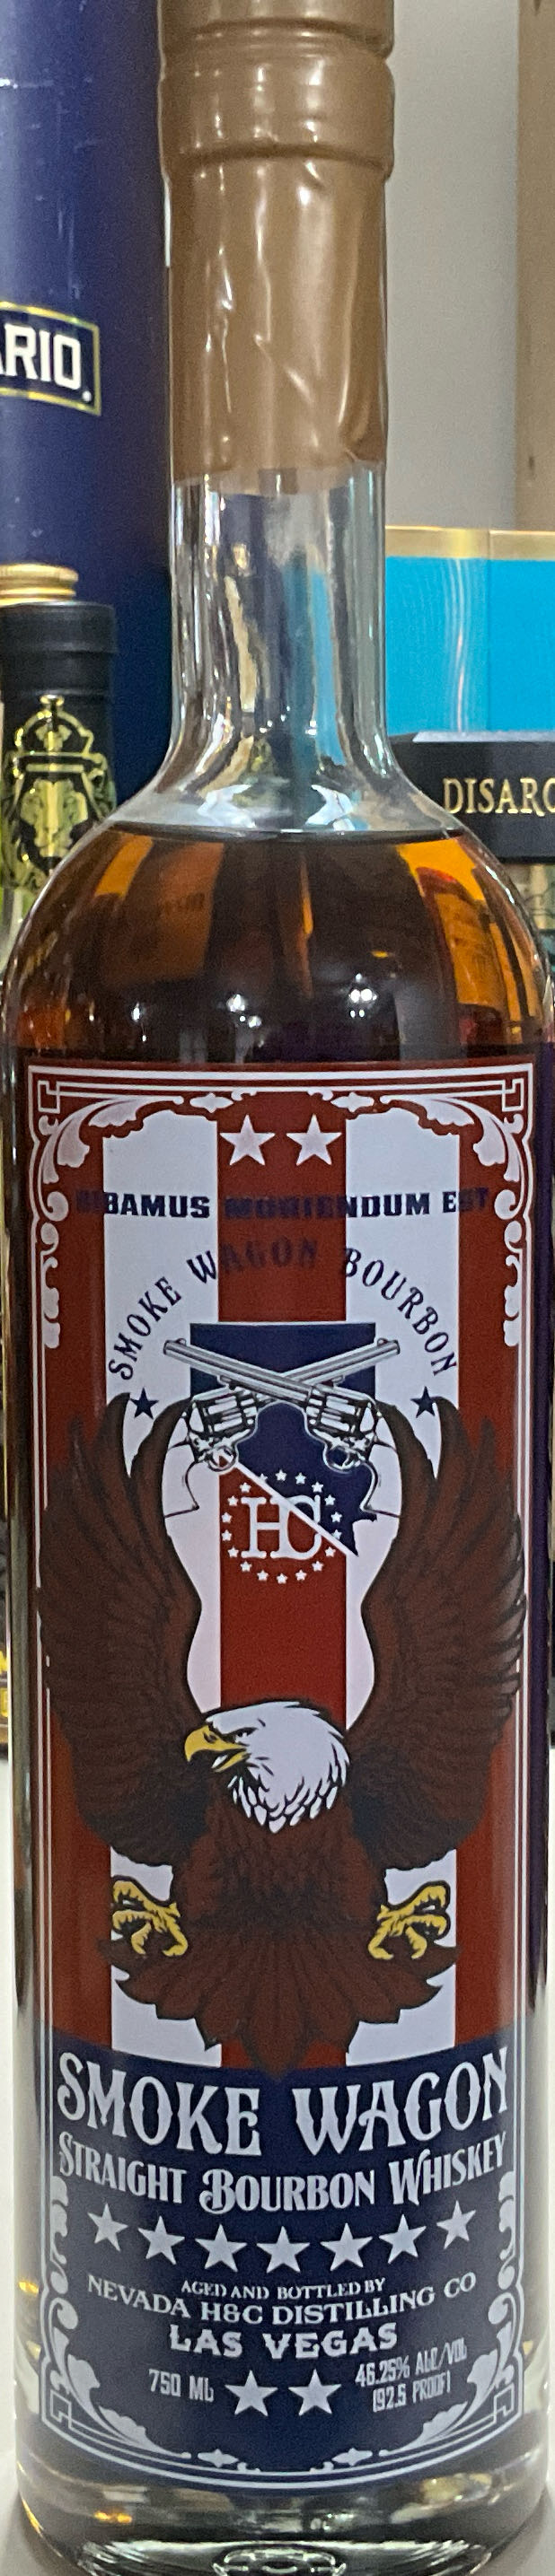 ARIO.
DISARO
BIBAMUS MORIENDUM EST
SMOKE WAGON BOURBON
HC
SMOKE WAGON
STRAIGHT BOURBON WHISKEY
AGED AND BOTTLED BY
NEVADA H&C DISTILLING CO
LAS VEGAS
750 ML
46.25% ALC/VOL
(92.5 PROOF)